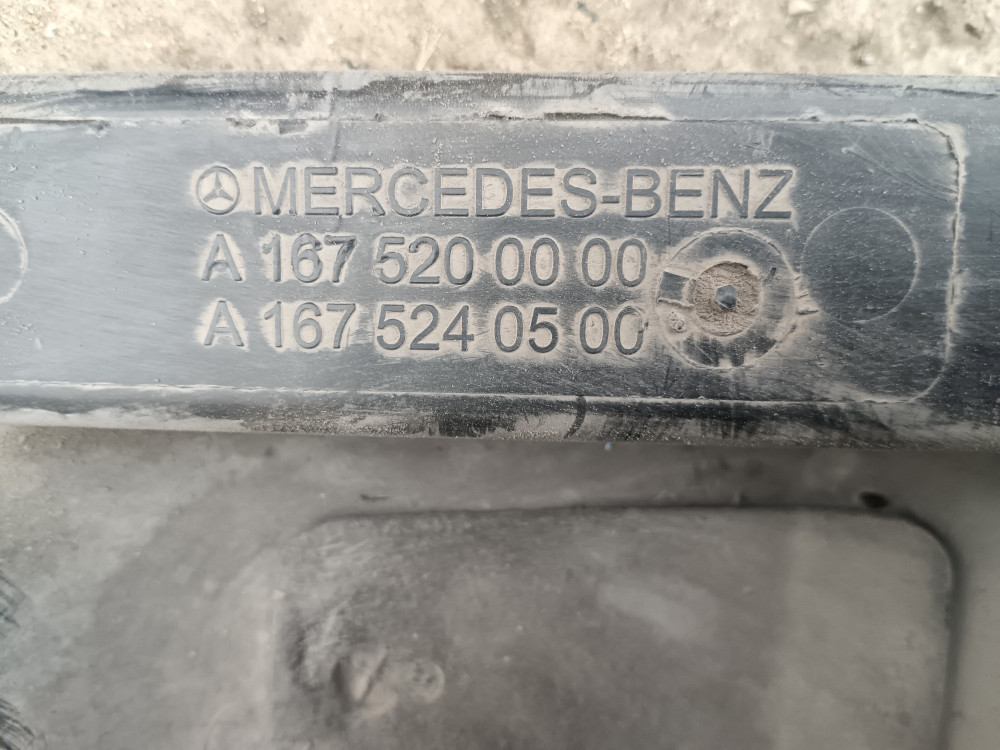 MERCEDES-BENZ
A 167 520 00 00
A 167 524 05 00